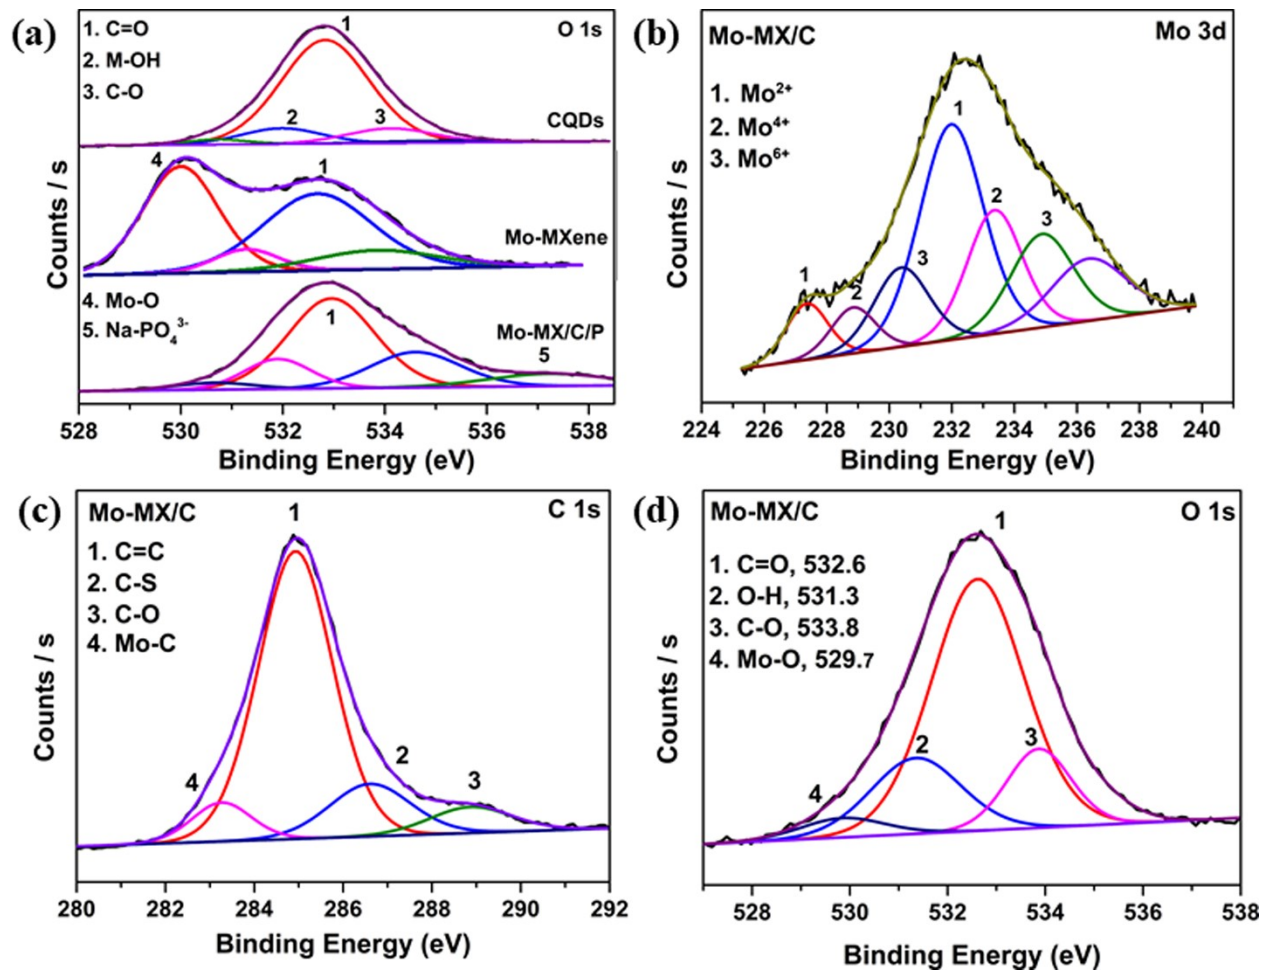 (a)
1. C=O
2. M-OH
3. C-O
O 1s
1
2
3
CQDs
4
1
Mo-MXene
4. Mo-O
5. Na-PO₄³⁻
1
Mo-MX/C/P
5
Counts / s
528 530 532 534 536 538
Binding Energy (eV)
(b)
Mo-MX/C
Mo 3d
1. Mo²⁺
2. Mo⁴⁺
3. Mo⁶⁺
1
2
3
1
2
3
Counts / s
224 226 228 230 232 234 236 238 240
Binding Energy (eV)
(c)
Mo-MX/C
C 1s
1. C=C
2. C-S
3. C-O
4. Mo-C
1
2
3
4
Counts / s
280 282 284 286 288 290 292
Binding Energy (eV)
(d)
Mo-MX/C
O 1s
1. C=O, 532.6
2. O-H, 531.3
3. C-O, 533.8
4. Mo-O, 529.7
1
2
3
4
Counts / s
528 530 532 534 536 538
Binding Energy (eV)